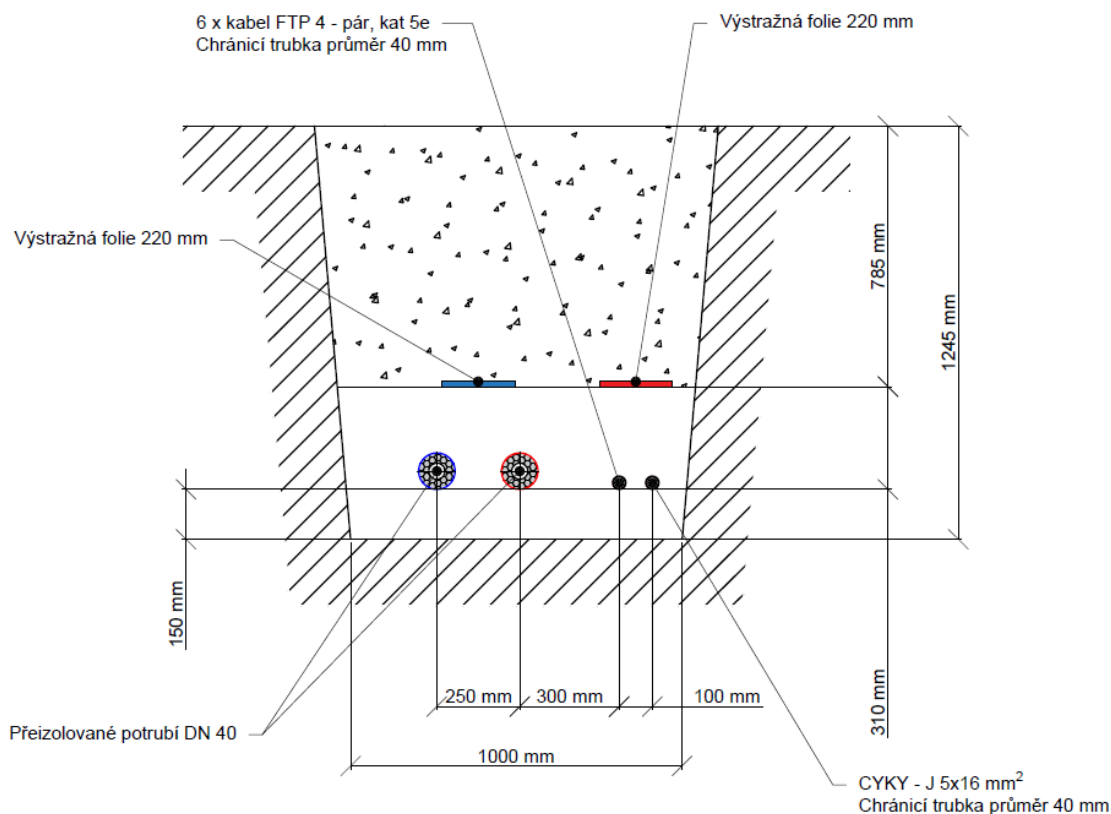 6 x kabel FTP 4 - pár, kat 5e
Chránicí trubka průměr 40 mm
Výstražná folie 220 mm
Výstražná folie 220 mm
785 mm
1245 mm
150 mm
310 mm
250 mm
300 mm
100 mm
Přeizolované potrubí DN 40
1000 mm
CYKY - J 5x16 mm²
Chránicí trubka průměr 40 mm